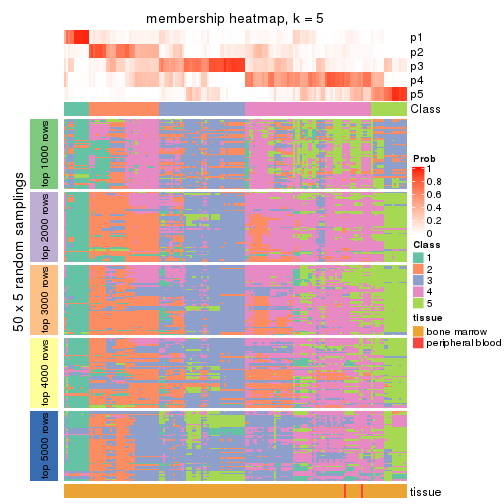 membership heatmap, k = 5
p1
p2
p3
p4
p5
Class
50 x 5 random samplings
top 1000 rows
top 2000 rows
top 3000 rows
top 4000 rows
top 5000 rows
Prob
1
0.8
0.6
0.4
0.2
0
Class
1
2
3
4
5
tissue
bone marrow
peripheral blood
tissue